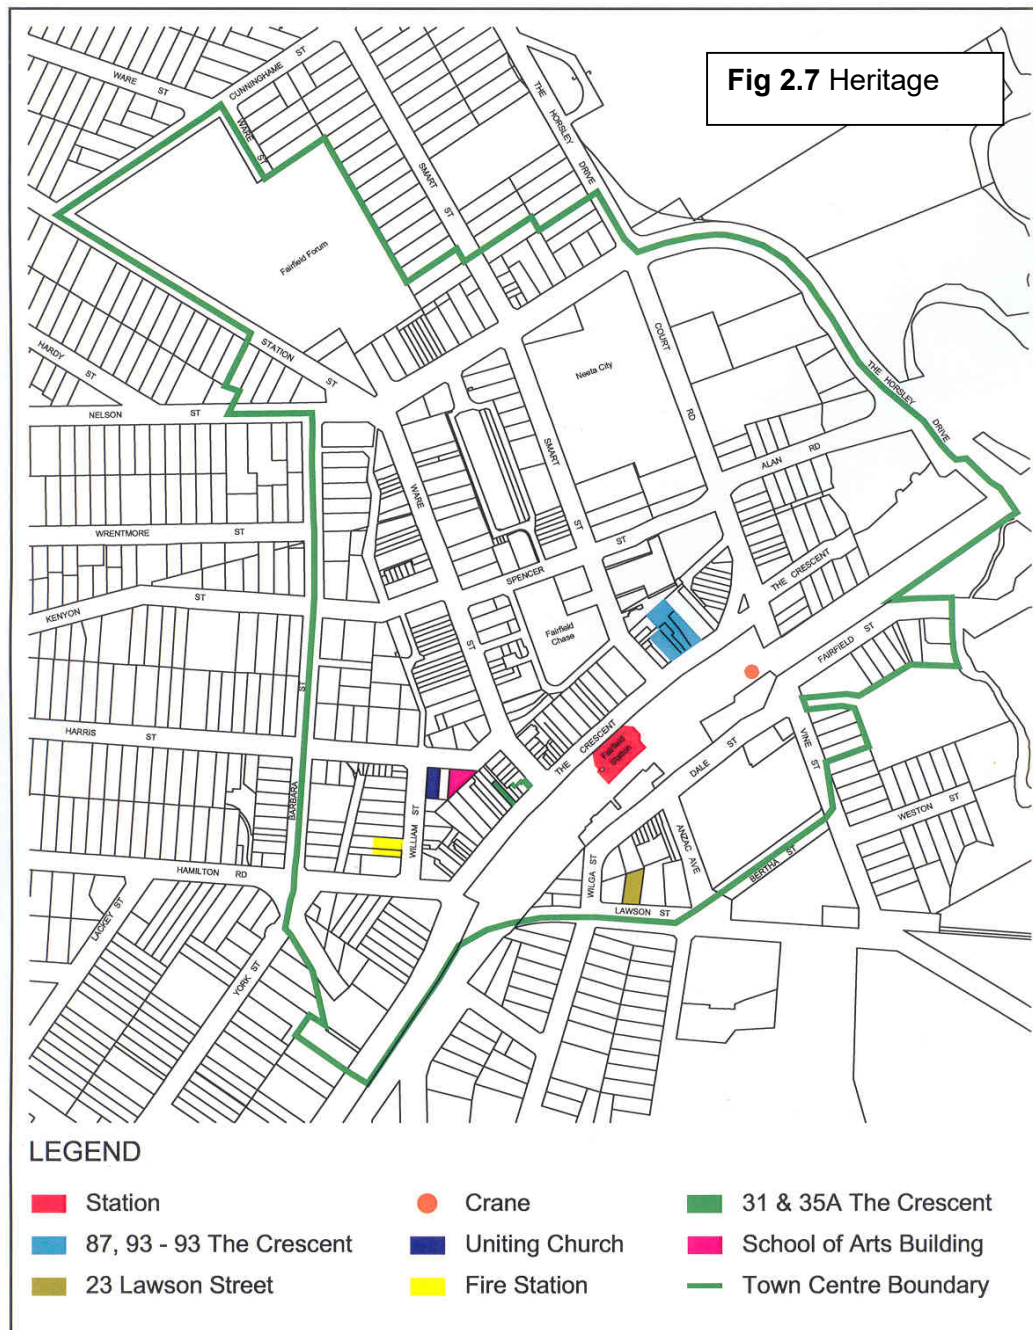 Fig 2.7 Heritage
WARE ST
CUNNINGHAME ST
WARE ST
THE HORSLEY DRIVE
SMART ST
Fairfield Forum
STATION ST
HARDY ST
NELSON ST
COURT RD
Neeta City
THE HORSLEY DRIVE
WARE ST
SMART ST
ALAN RD
WRENTMORE ST
SPENCER ST
KENYON ST
THE CRESCENT
Fairfield
Chase
FAIRFIELD ST
HARRIS ST
BARBARA ST
THE CRESCENT
Fairfield
Station
DALE ST
VINE ST
WILLIAM ST
WESTON ST
HAMILTON RD
WILGA ST
ANZAC AVE
BERTHA ST
LAWSON ST
LACKEY ST
YORK ST
LEGEND
Station
Crane
31 & 35A The Crescent
87, 93 - 93 The Crescent
Uniting Church
School of Arts Building
23 Lawson Street
Fire Station
Town Centre Boundary